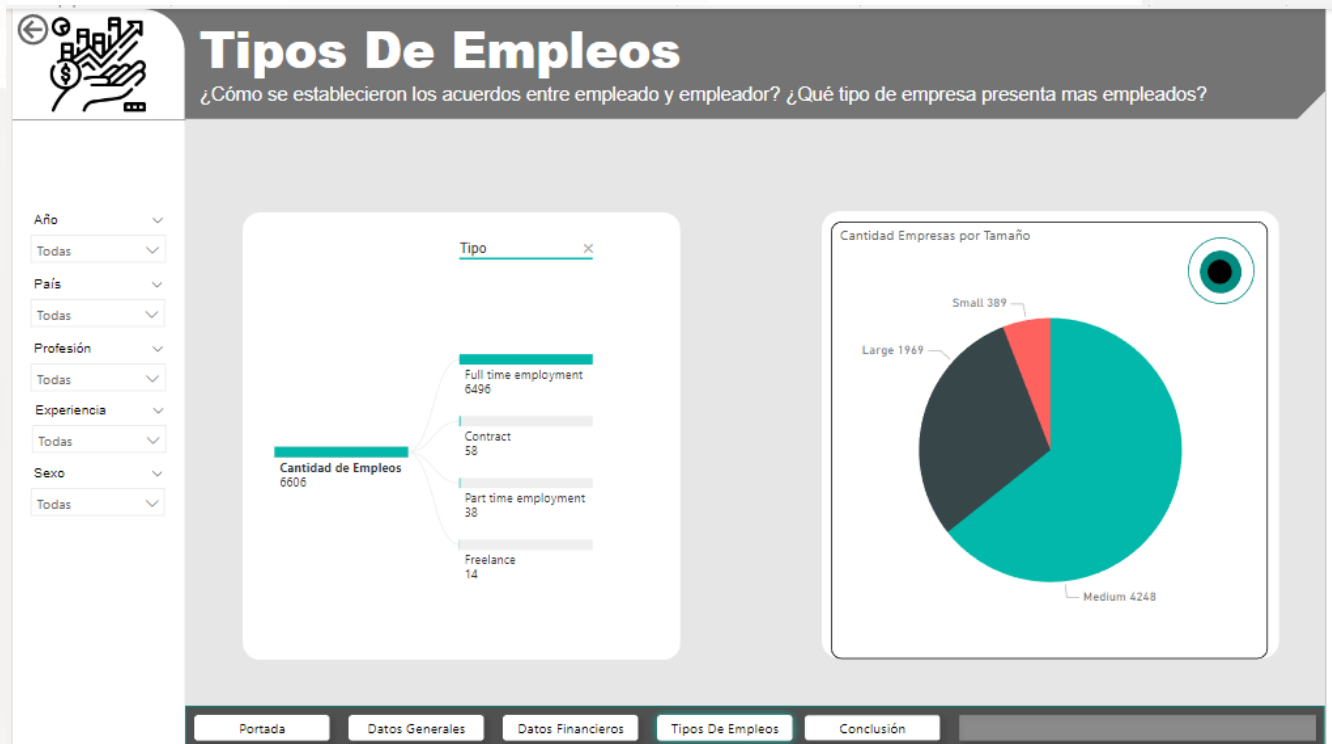 Tipos De Empleos
¿Cómo se establecieron los acuerdos entre empleado y empleador? ¿Qué tipo de empresa presenta mas empleados?
Año
Todas
País
Todas
Profesión
Todas
Experiencia
Todas
Sexo
Todas
Tipo
Full time employment
6496
Contract
58
Cantidad de Empleos
6606
Part time employment
38
Freelance
14
Cantidad Empresas por Tamaño
Small 389
Large 1969
Medium 4248
Portada
Datos Generales
Datos Financieros
Tipos De Empleos
Conclusión